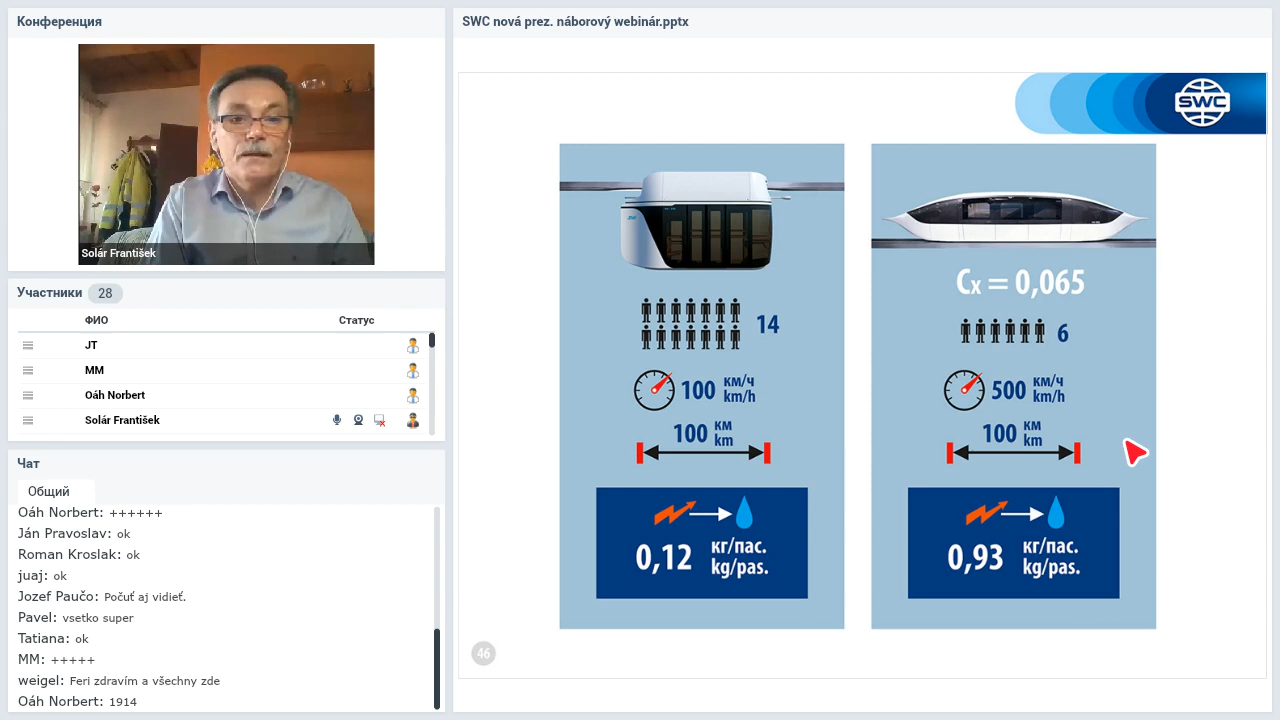 Конференция
Solár František
Участники 28
ФИО Статус
JT
MM
Oáh Norbert
Solár František
Чат
Общий
Oáh Norbert: ++++++
Ján Pravoslav: ok
Roman Kroslak: ok
juaj: ok
Jozef Paučo: Počuť aj vidieť.
Pavel: vsetko super
Tatiana: ok
MM: +++++
weigel: Feri zdravím a všechny zde
Oáh Norbert: 1914
SWC nová prez. náborový webinár.pptx
SWC
14
100 км/ч km/h
100 км km
0,12 кг/пас. kg/pas.
Cx = 0,065
6
500 км/ч km/h
100 км km
0,93 кг/пас. kg/pas.
46